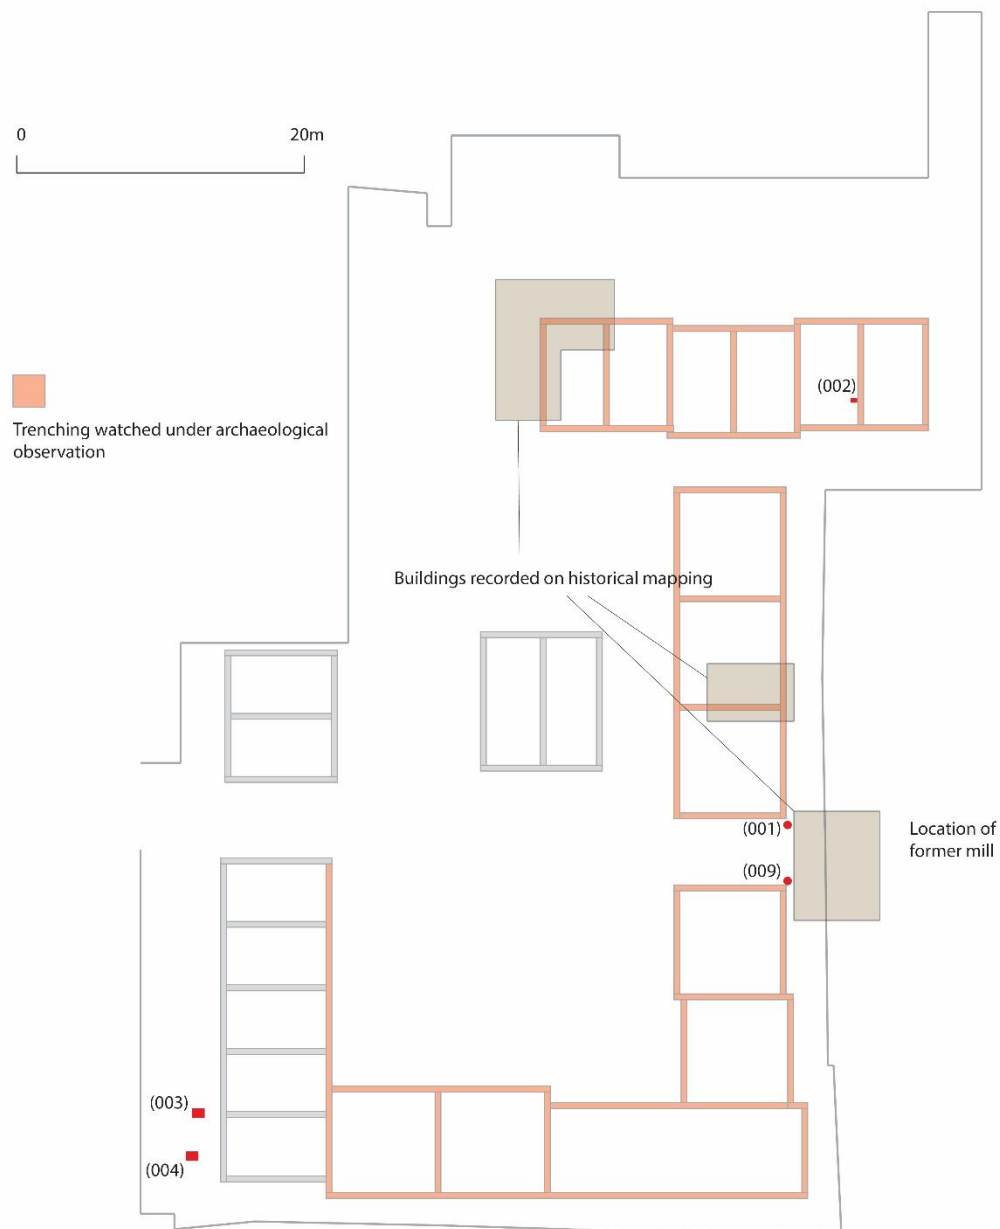 0
20m
(002)
Trenching watched under archaeological
observation
Buildings recorded on historical mapping
(001)
Location of
former mill
(009)
(003)
(004)